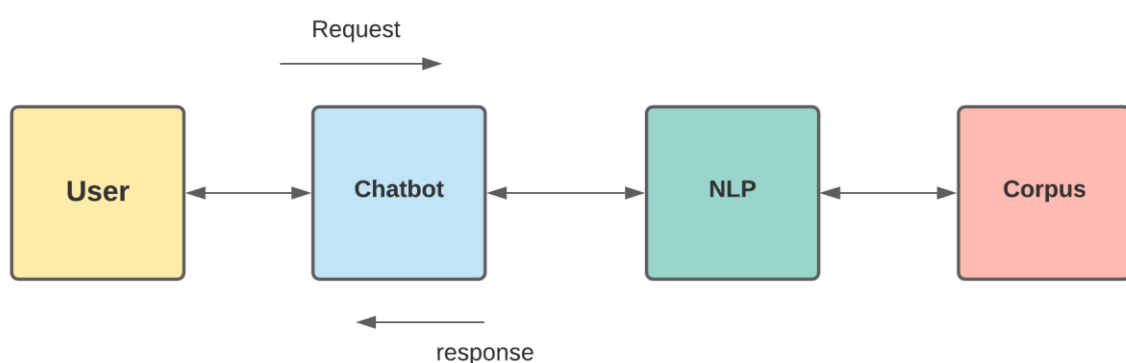 Request
User
Chatbot
NLP
Corpus
response